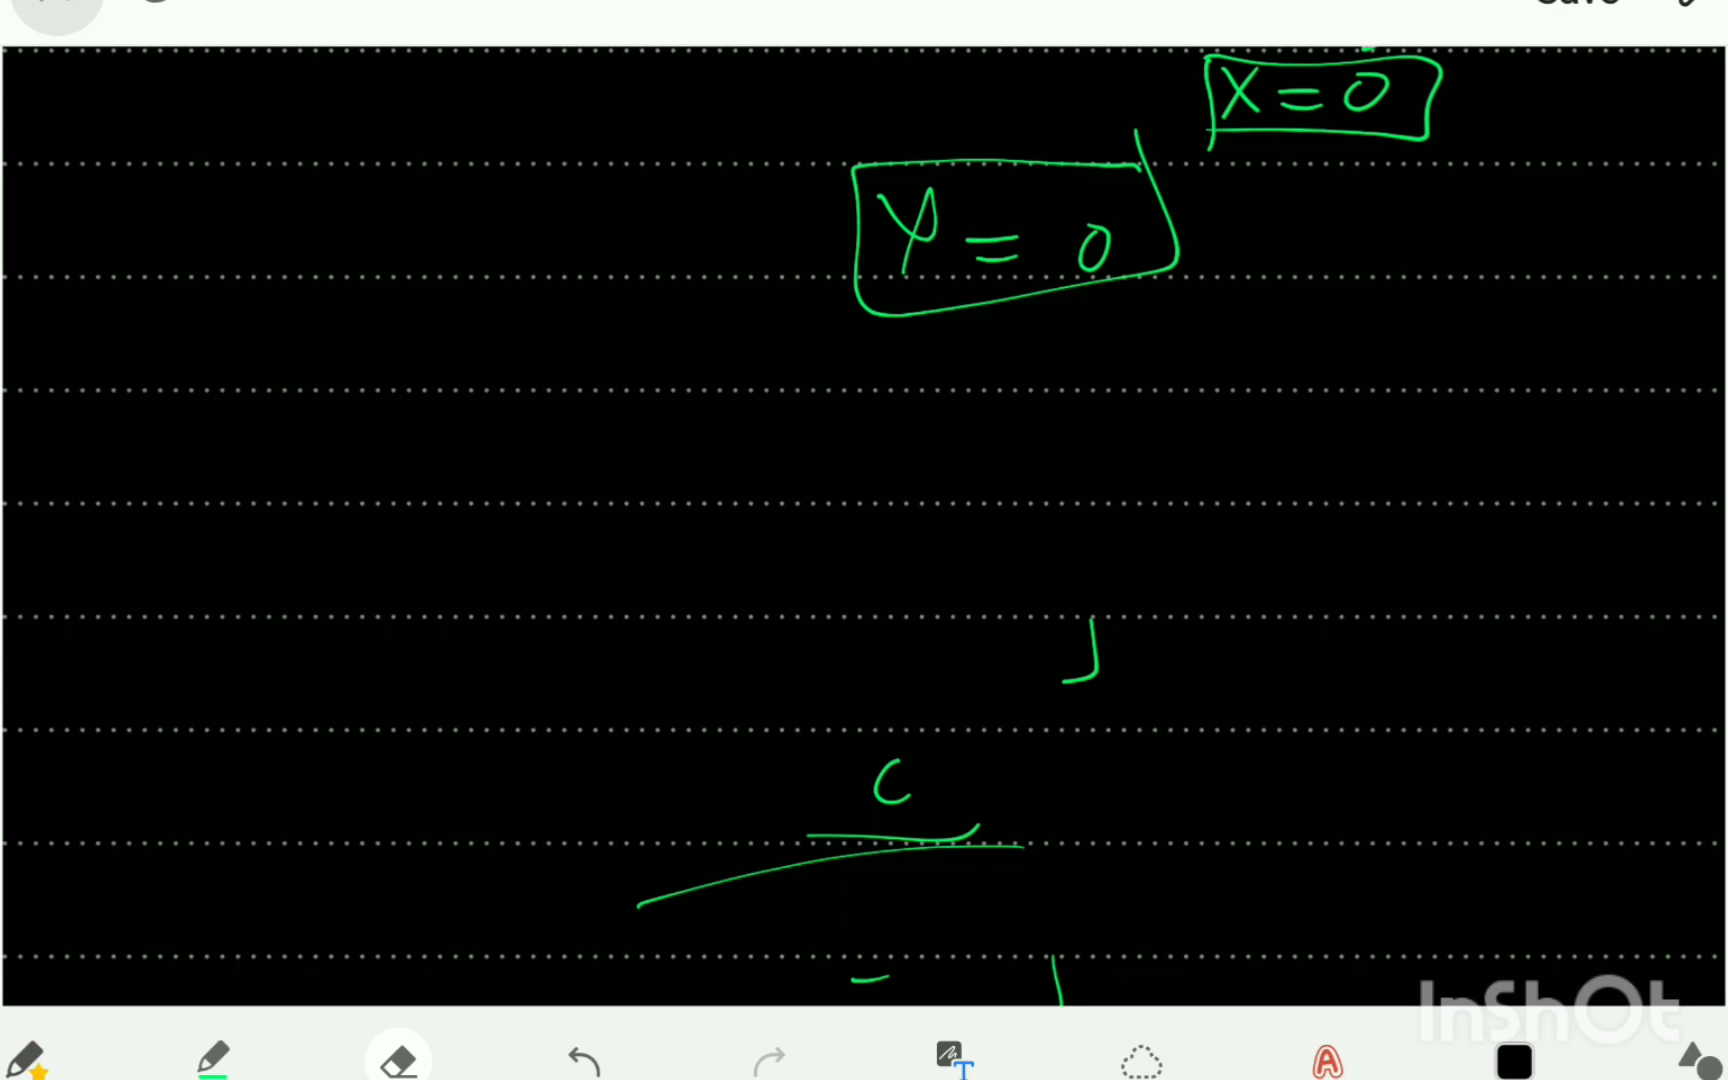 X = 0
Y = 0
C
InShOt